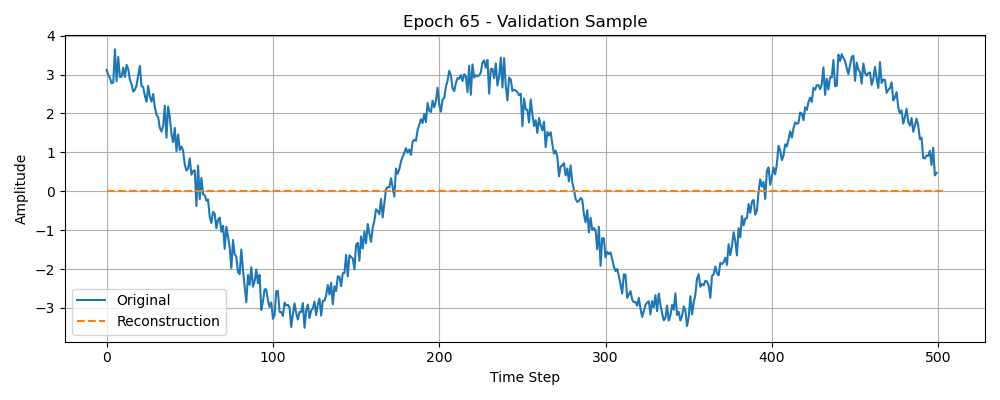 Epoch 65 - Validation Sample
Amplitude
4
3
2
1
0
−1
−2
−3
Original
Reconstruction
0 100 200 300 400 500
Time Step